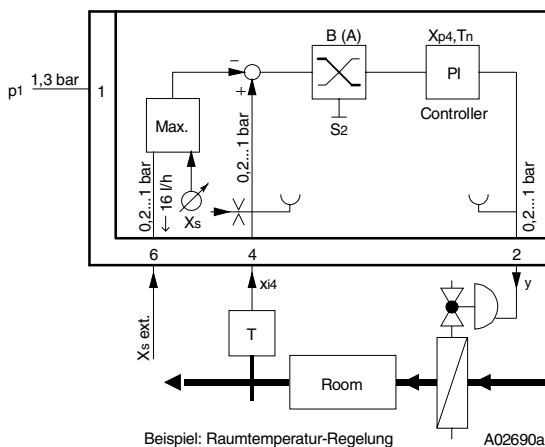 B (A)
Xp4,Tn
p1
1,3 bar
1
–
+
Max.
PI
S2
Controller
0,2...1 bar
← 16 l/h
Xs
0,2...1 bar
0,2...1 bar
6
4
2
Xs ext.
xi4
y
T
Room
Beispiel: Raumtemperatur-Regelung
A02690a